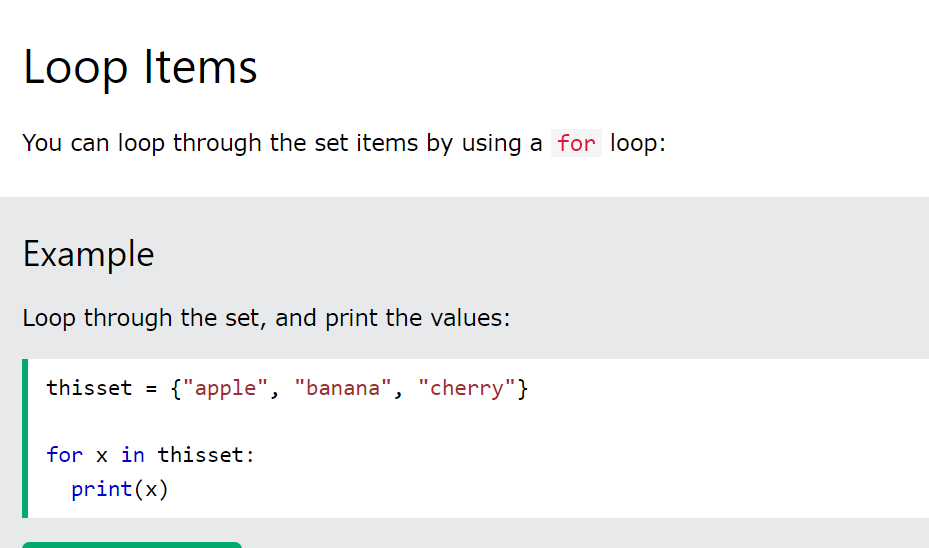 Loop Items
You can loop through the set items by using a for loop:
Example
Loop through the set, and print the values:
thisset = {"apple", "banana", "cherry"}
for x in thisset:
  print(x)